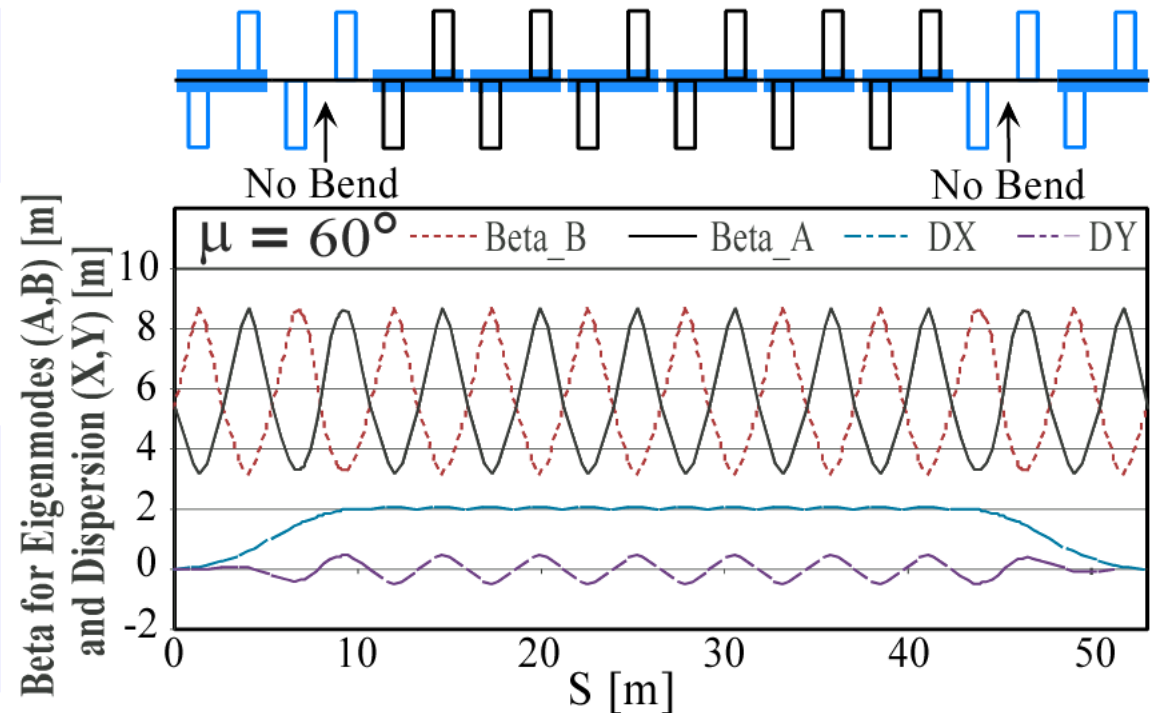 No Bend
No Bend
Beta for Eigenmodes (A,B) [m]
and Dispersion (X,Y) [m]
μ = 60°
Beta_B
Beta_A
DX
DY
10
8
6
4
2
0
-2
0
10
20
30
40
50
S [m]